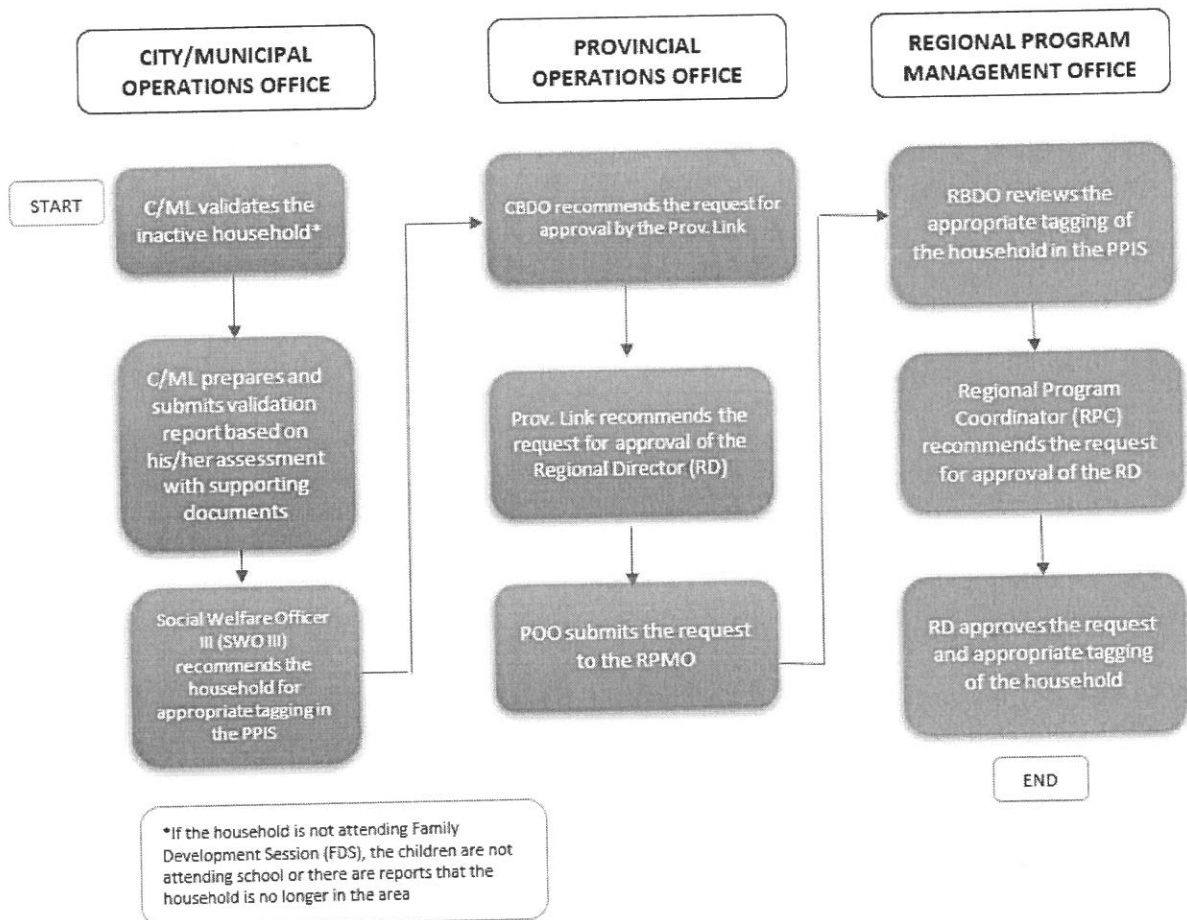 CITY/MUNICIPAL
OPERATIONS OFFICE
PROVINCIAL
OPERATIONS OFFICE
REGIONAL PROGRAM
MANAGEMENT OFFICE
START
C/ML validates the
inactive household*
C/ML prepares and
submits validation
report based on
his/her assessment
with supporting
documents
Social Welfare Officer
III (SWO III)
recommends the
household for
appropriate tagging in
the PPIS
CBDO recommends the request for
approval by the Prov. Link
Prov. Link recommends the
request for approval of the
Regional Director (RD)
POO submits the request
to the RPMO
RBDO reviews the
appropriate tagging of
the household in the PPIS
Regional Program
Coordinator (RPC)
recommends the request
for approval of the RD
RD approves the request
and appropriate tagging
of the household
END
*If the household is not attending Family
Development Session (FDS), the children are not
attending school or there are reports that the
household is no longer in the area